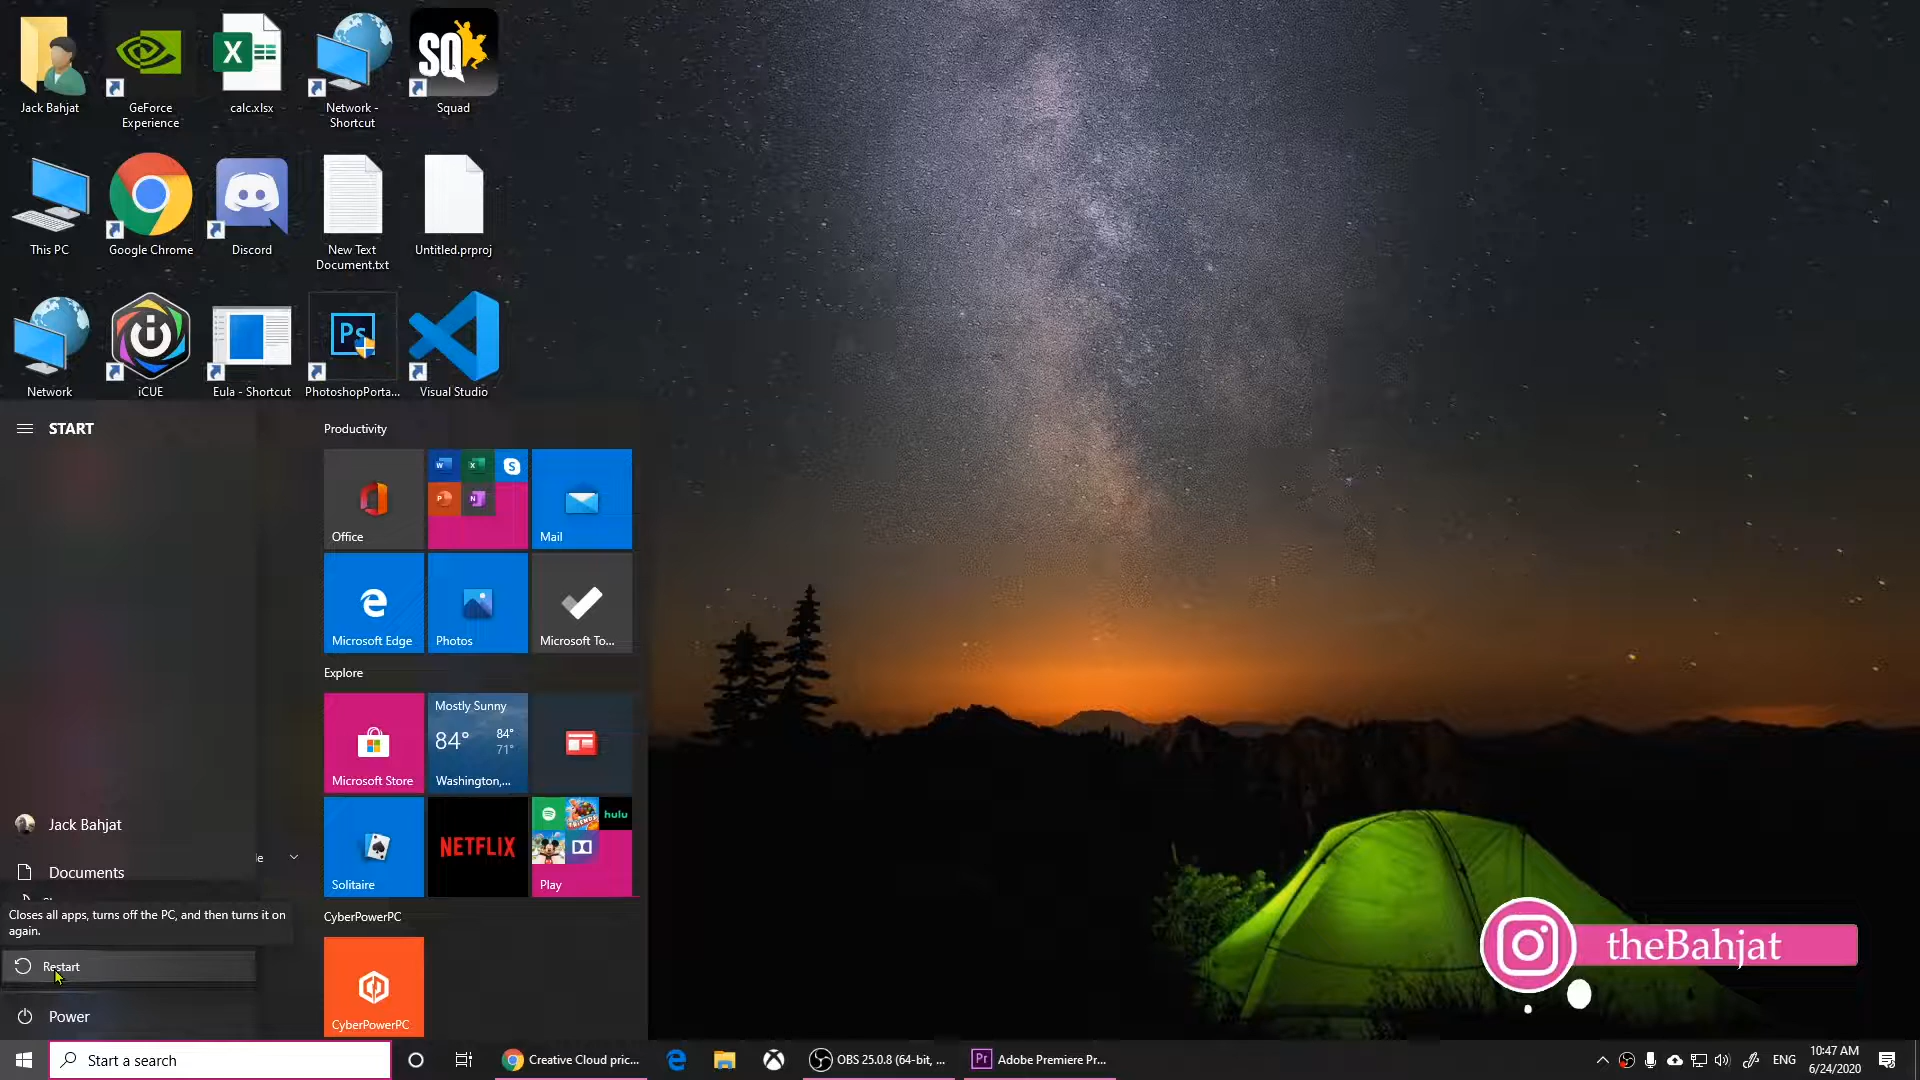 Jack Bahjat
GeForce
Experience
calc.xlsx
Network -
Shortcut
SQ
Squad
This PC
Google Chrome
Discord
New Text
Document.txt
Untitled.prproj
Network
iCUE
Eula - Shortcut
Ps
PhotoshopPorta...
Visual Studio
START
Productivity
Office
Mail
Microsoft Edge
Photos
Microsoft To...
Explore
Microsoft Store
Mostly Sunny
84° 84°
71°
Washington,...
Solitaire
NETFLIX
hulu
Play
CyberPowerPC
CyberPowerPC
Jack Bahjat
le
Documents
Closes all apps, turns off the PC, and then turns it on
again.
Restart
Power
theBahjat
Start a search
Creative Cloud pric...
OBS 25.0.8 (64-bit, ...
Pr
Adobe Premiere Pr...
ENG
10:47 AM
6/24/2020